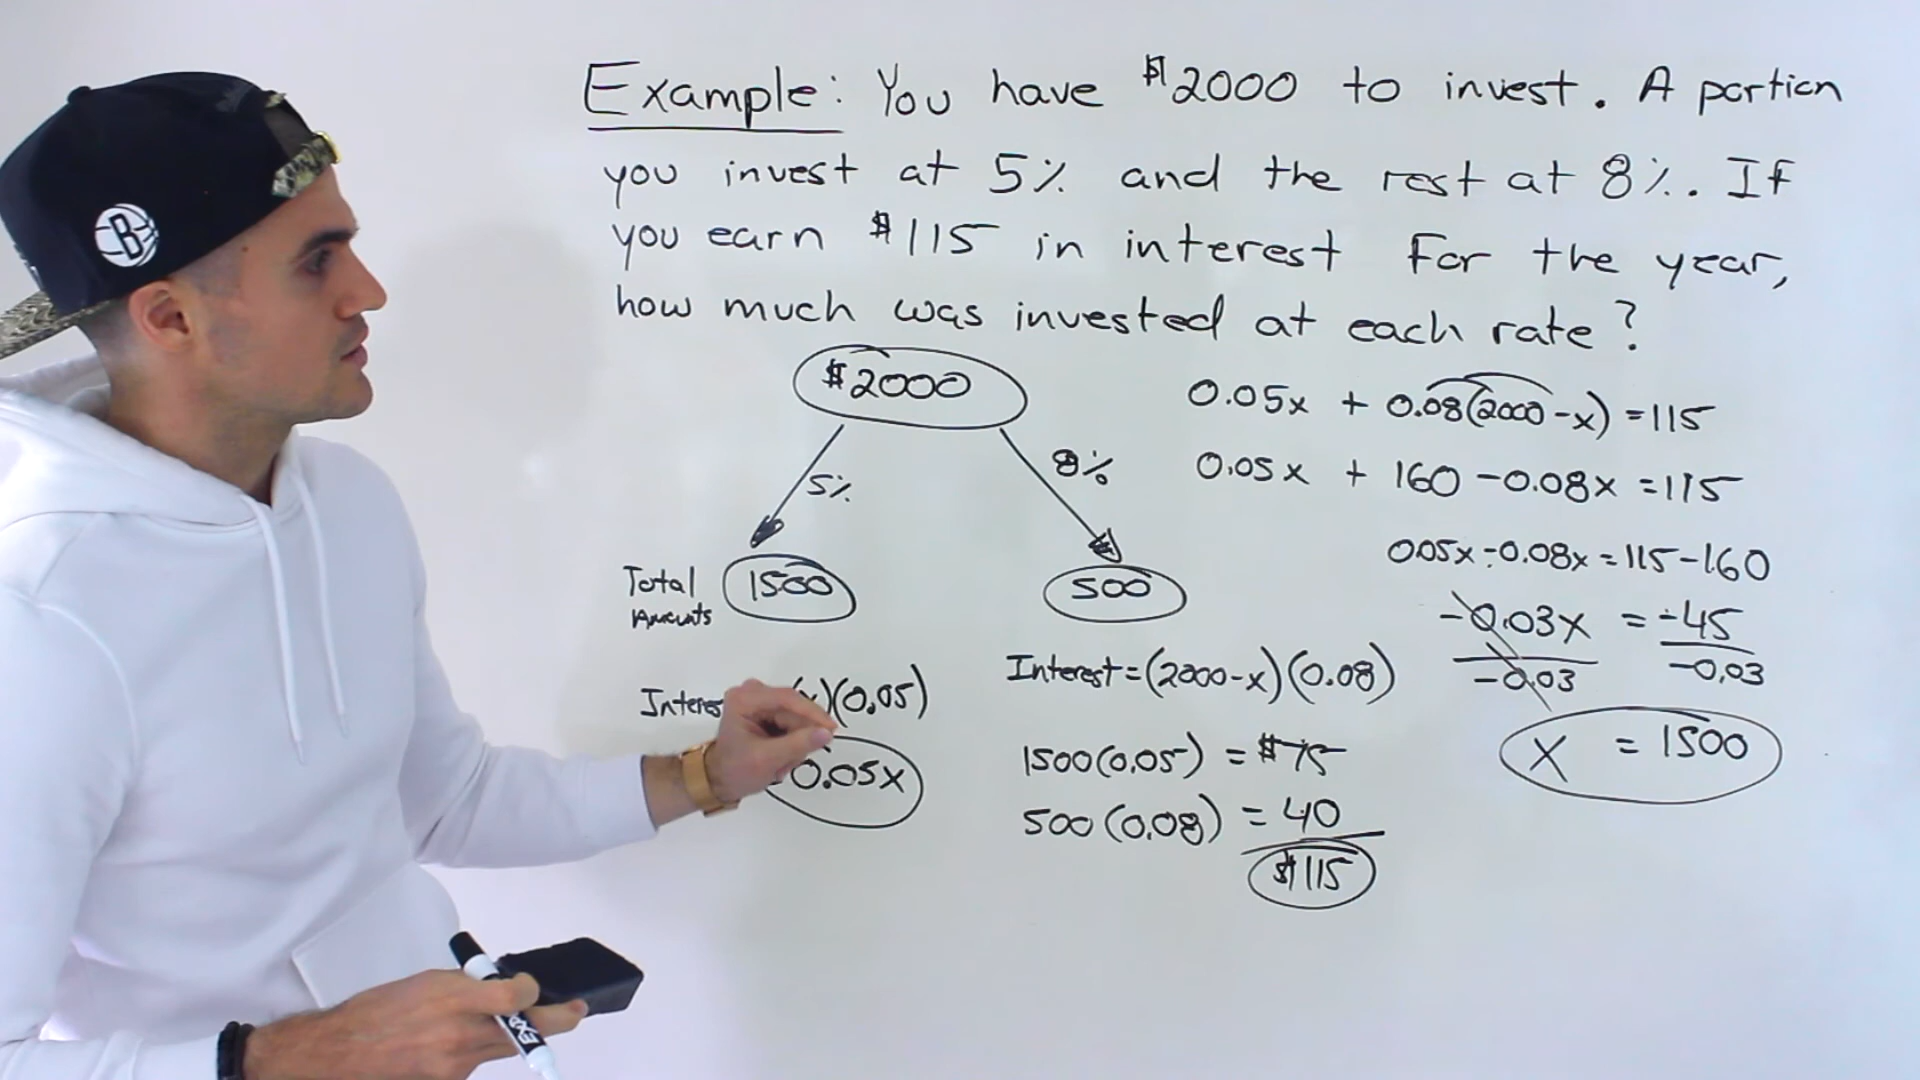 Example: You have $2000 to invest. A portion
you invest at 5% and the rest at 8%. If
you earn $115 in interest for the year,
how much was invested at each rate?
$2000
5%
8%
Total
Amounts
1500
500
Interest=(2000-x)(0.08)
(0.05)
0.05x
1500(0.05) = $75
500(0.08) = 40
$115
0.05x + 0.08(2000-x) =115
0.05x + 160 -0.08x =115
0.05x-0.08x=115-160
-0.03x = -45
-0.03 -0.03
x = 1500
B
EXP